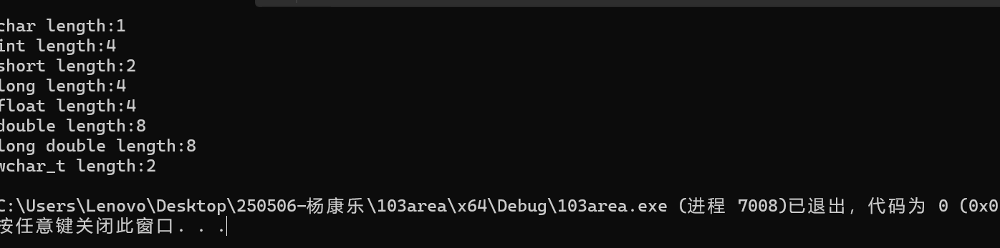 char length:1
int length:4
short length:2
long length:4
float length:4
double length:8
long double length:8
wchar_t length:2
C:\Users\Lenovo\Desktop\250506-杨康乐\103area\x64\Debug\103area.exe (进程 7008)已退出，代码为 0 (0x0
按任意键关闭此窗口. . .